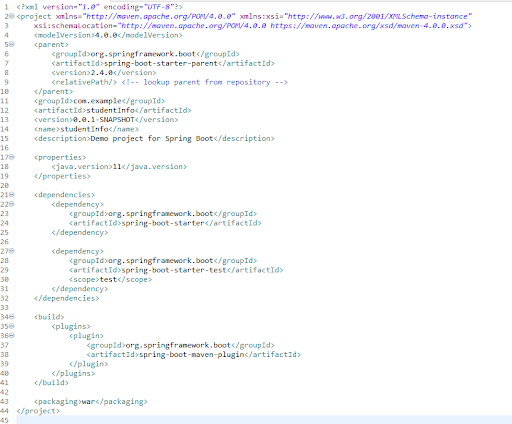 1 <?xml version="1.0" encoding="UTF-8"?>
2 <project xmlns="http://maven.apache.org/POM/4.0.0" xmlns:xsi="http://www.w3.org/2001/XMLSchema-instance"
3 xsi:schemaLocation="http://maven.apache.org/POM/4.0.0 https://maven.apache.org/xsd/maven-4.0.0.xsd">
4 <modelVersion>4.0.0</modelVersion>
5 <parent>
6 <groupId>org.springframework.boot</groupId>
7 <artifactId>spring-boot-starter-parent</artifactId>
8 <version>2.4.0</version>
9 <relativePath/> <!-- lookup parent from repository -->
10 </parent>
11 <groupId>com.example</groupId>
12 <artifactId>studentInfo</artifactId>
13 <version>0.0.1-SNAPSHOT</version>
14 <name>studentInfo</name>
15 <description>Demo project for Spring Boot</description>
16
17 <properties>
18 <java.version>11</java.version>
19 </properties>
20
21 <dependencies>
22 <dependency>
23 <groupId>org.springframework.boot</groupId>
24 <artifactId>spring-boot-starter</artifactId>
25 </dependency>
26
27 <dependency>
28 <groupId>org.springframework.boot</groupId>
29 <artifactId>spring-boot-starter-test</artifactId>
30 <scope>test</scope>
31 </dependency>
32 </dependencies>
33
34 <build>
35 <plugins>
36 <plugin>
37 <groupId>org.springframework.boot</groupId>
38 <artifactId>spring-boot-maven-plugin</artifactId>
39 </plugin>
40 </plugins>
41 </build>
42
43 <packaging>war</packaging>
44 </project>
45